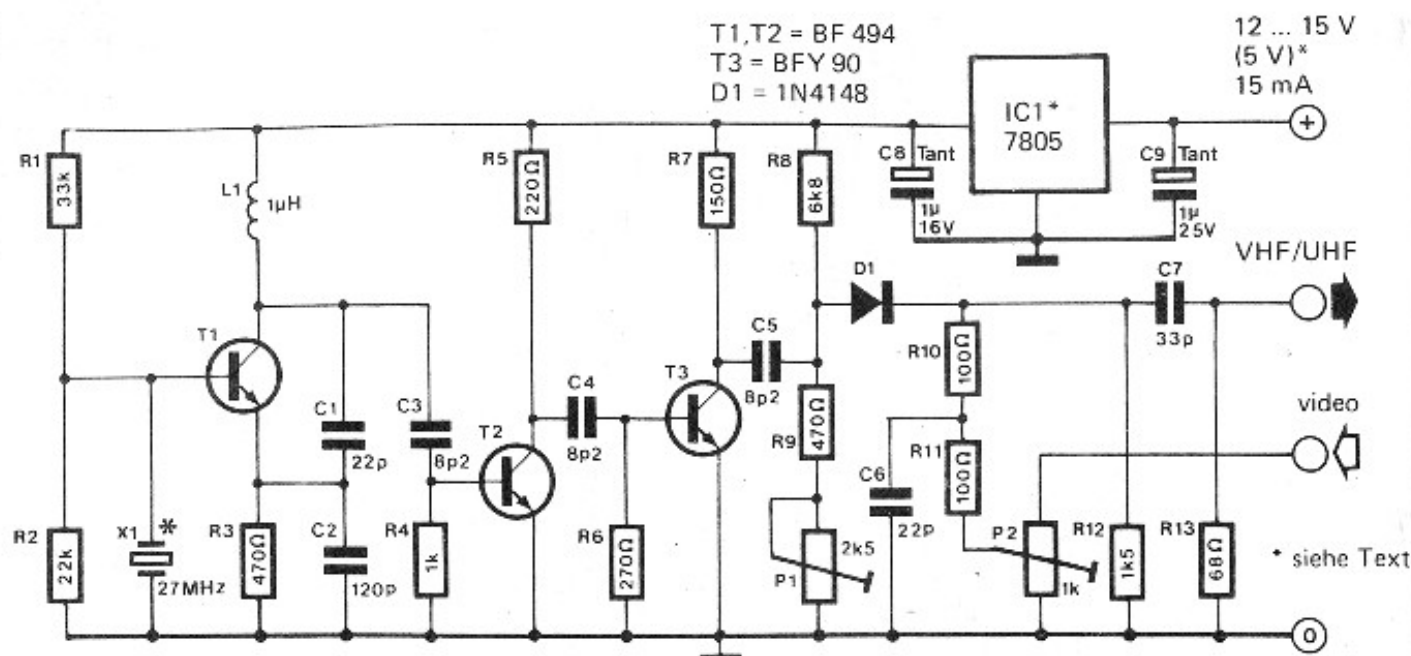 T1,T2 = BF 494
T3 = BFY 90
D1 = 1N4148
12 ... 15 V
(5 V)*
15 mA
+
IC1*
7805
C8 Tant
1µ
16V
C9 Tant
1µ
25V
R1
33k
L1
1µH
R5
220Ω
R7
150Ω
R8
6k8
VHF/UHF
D1
C7
33p
T1
C1
22p
C3
8p2
T2
C4
8p2
T3
C5
8p2
R9
470Ω
R10
100Ω
R11
100Ω
C6
22p
video
R2
22k
X1
*
27MHz
R3
470Ω
C2
120p
R4
1k
R6
270Ω
P1
2k5
P2
1k
R12
1k5
R13
68Ω
* siehe Text
0